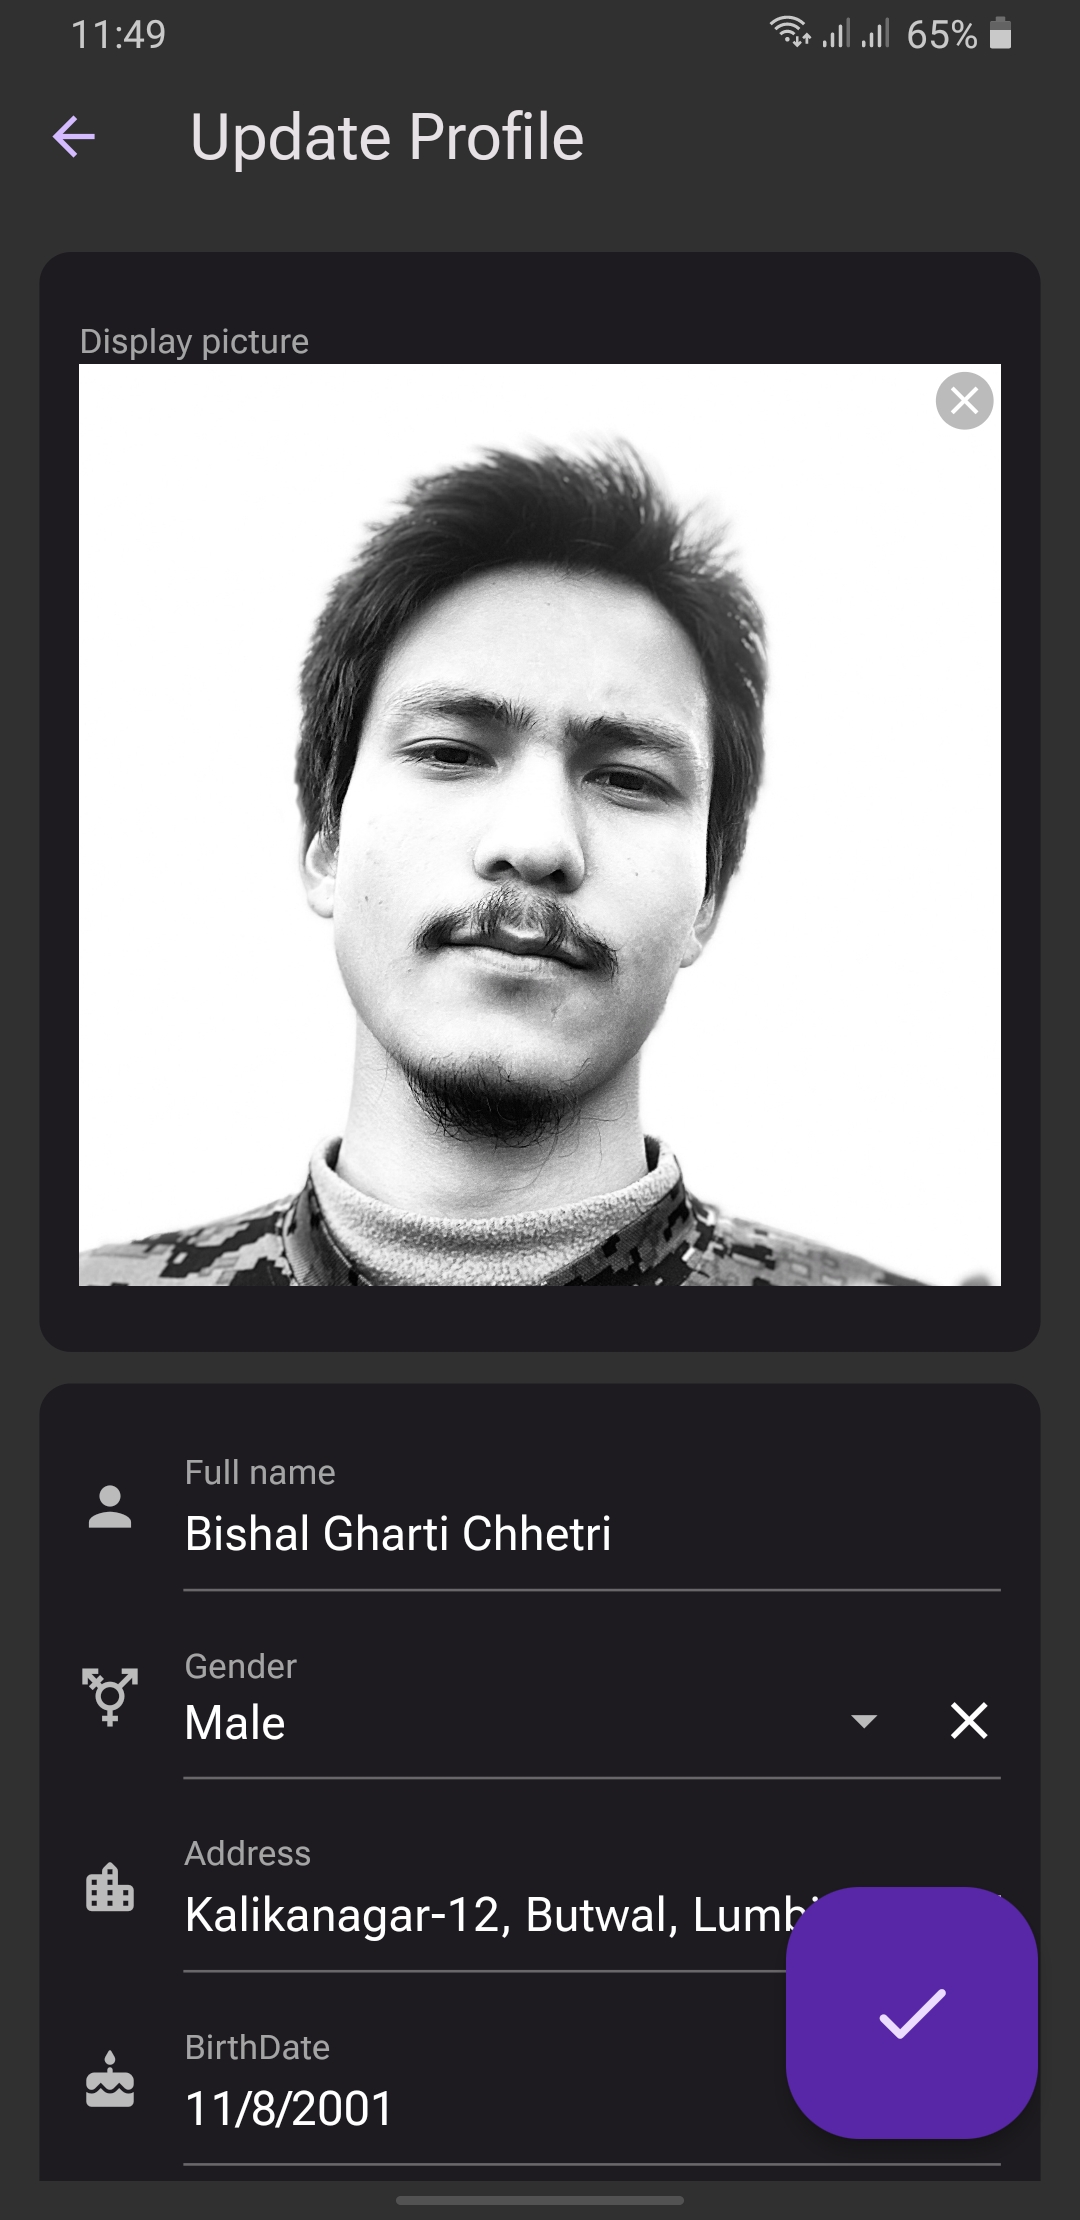 11:49
65%
Update Profile
Display picture
Full name
Bishal Gharti Chhetri
Gender
Male
Address
Kalikanagar-12, Butwal,
BirthDate
11/8/2001